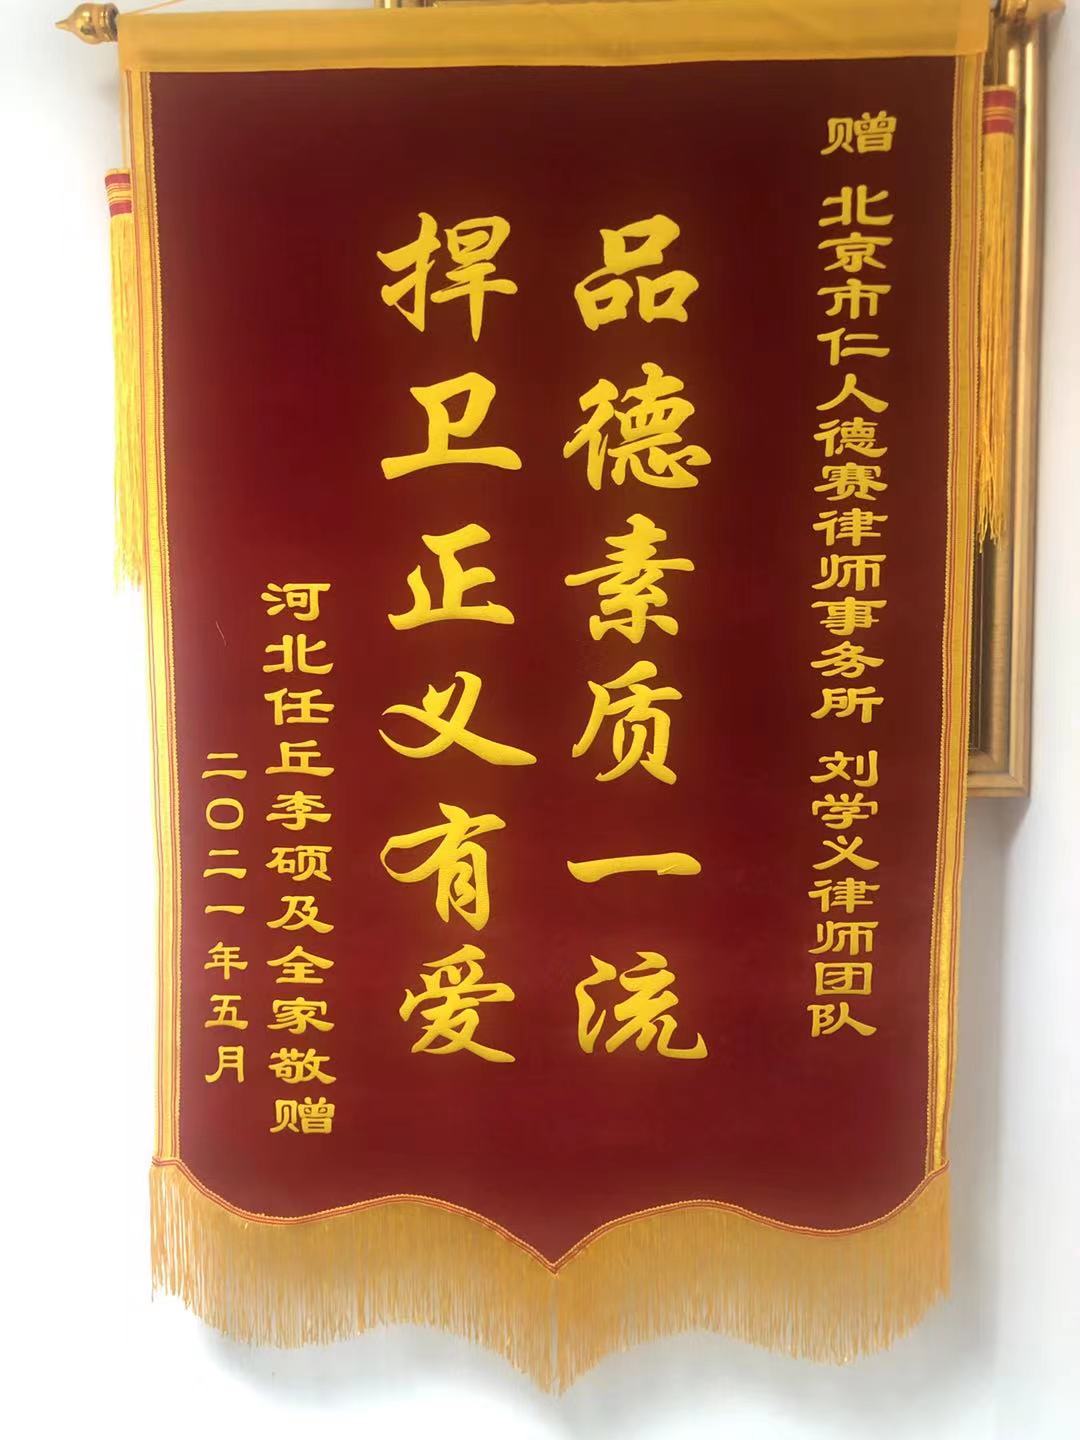 赠 北京市仁人德赛律师事务所 刘学义律师团队
品德素质一流
捍卫正义有爱
河北任丘李硕及全家敬赠
二〇二一年五月